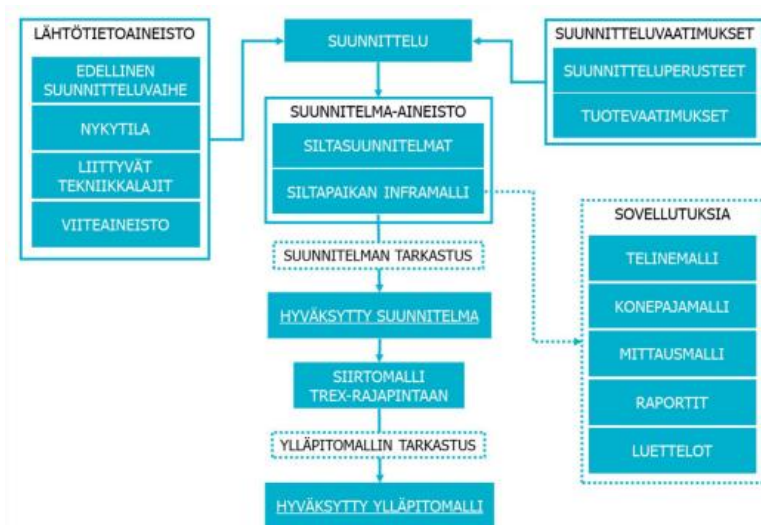 LÄHTÖTIETOAINEISTO
EDELLINEN
SUUNNITTELUVAIHE
NYKYTILA
LIITTYVÄT
TEKNIIKKALAJIT
VIITEAINEISTO
SUUNNITTELU
SUUNNITELMA-AINEISTO
SILTASUUNNITELMAT
SILTAPAIKAN INFRAMALLI
SUUNNITELMAN TARKASTUS
HYVÄKSYTTY SUUNNITELMA
SIIRTOMALLI
TREX-RAJAPINTAAN
YLLÄPITOMALLIN TARKASTUS
HYVÄKSYTTY YLLÄPITOMALLI
SUUNNITTELUVAATIMUKSET
SUUNNITTELUPERUSTEET
TUOTEVAATIMUKSET
SOVELLUTUKSIA
TELINEMALLI
KONEPAJAMALLI
MITTAUSMALLI
RAPORTIT
LUETTELOT